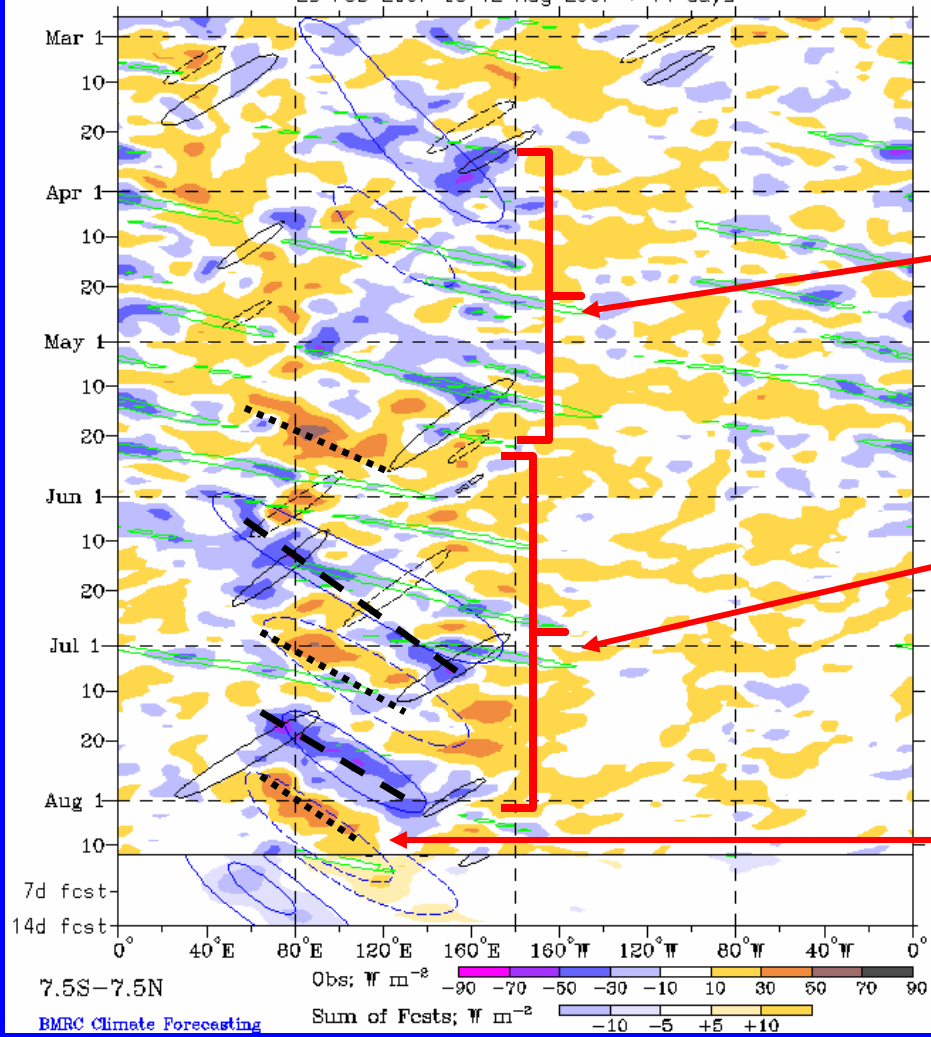 Mar 1
10
20
Apr 1
10
20
May 1
10
20
Jun 1
10
20
Jul 1
10
20
Aug 1
10
7d fcst
14d fcst
0° 40°E 80°E 120°E 160°E 160°W 120°W 80°W 40°W 0°
7.5S-7.5N
Obs; W m⁻² -90 -70 -50 -30 -10 10 30 50 70 90
BMRC Climate Forecasting
Sum of Fcsts; W m⁻² -10 -5 +5 +10